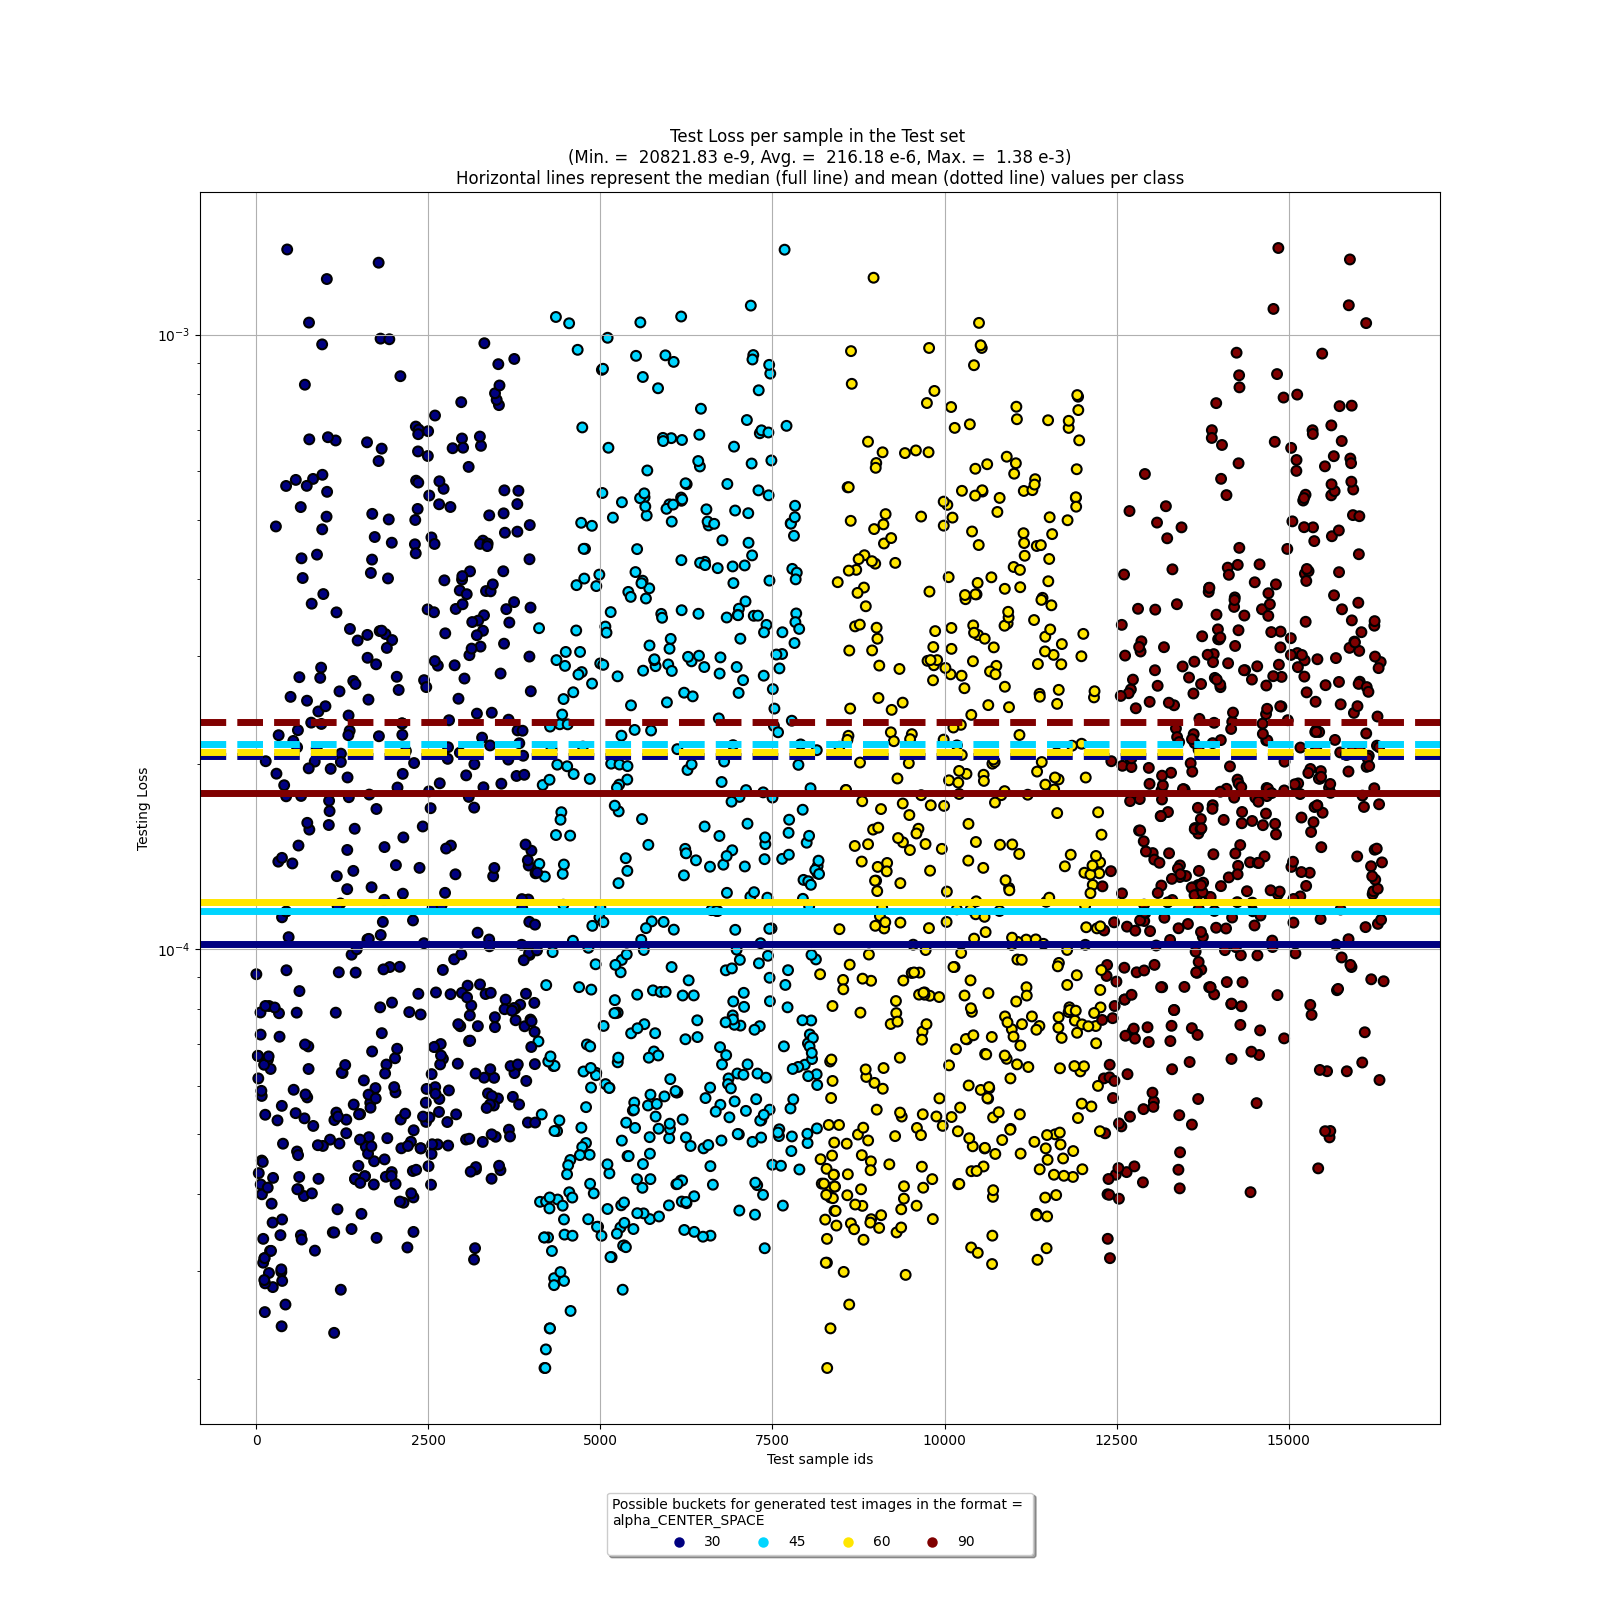 Test Loss per sample in the Test set
(Min. =  20821.83 e-9, Avg. =  216.18 e-6, Max. =  1.38 e-3)
Horizontal lines represent the median (full line) and mean (dotted line) values per class
10⁻³
10⁻⁴
Testing Loss
0 2500 5000 7500 10000 12500 15000
Test sample ids
Possible buckets for generated test images in the format =
alpha_CENTER_SPACE
30 45 60 90